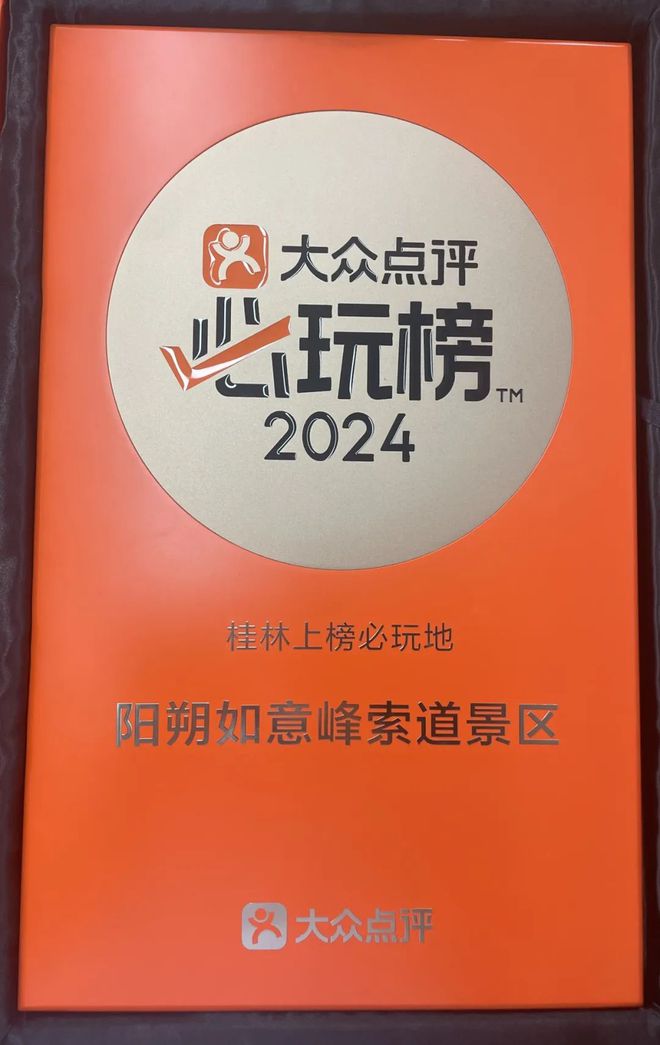 大众点评
必玩榜™
2024
桂林上榜必玩地
阳朔如意峰索道景区
大众点评